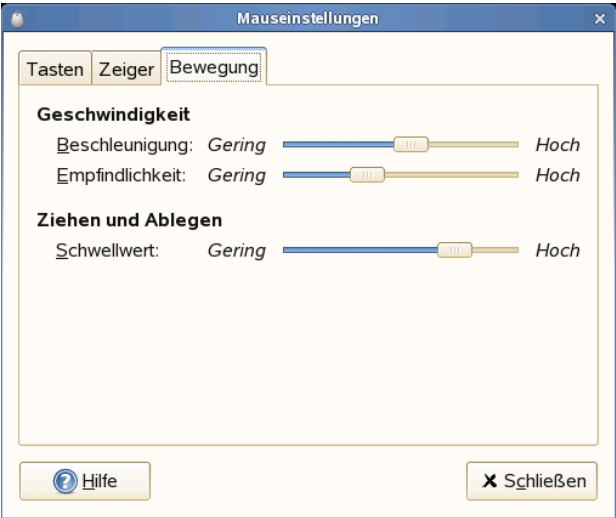 Mauseinstellungen
Tasten Zeiger Bewegung
Geschwindigkeit
Beschleunigung: Gering Hoch
Empfindlichkeit: Gering Hoch
Ziehen und Ablegen
Schwellwert: Gering Hoch
Hilfe Schließen